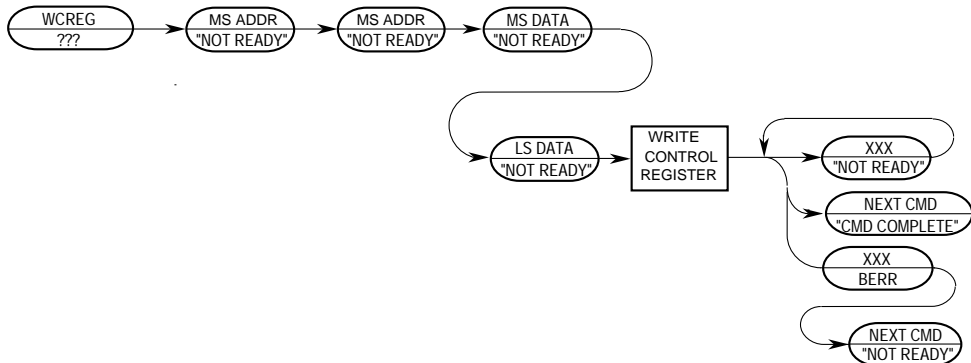 WCREG
???
MS ADDR
"NOT READY"
MS ADDR
"NOT READY"
MS DATA
"NOT READY"
LS DATA
"NOT READY"
WRITE
CONTROL
REGISTER
XXX
"NOT READY"
NEXT CMD
"CMD COMPLETE"
XXX
BERR
NEXT CMD
"NOT READY"